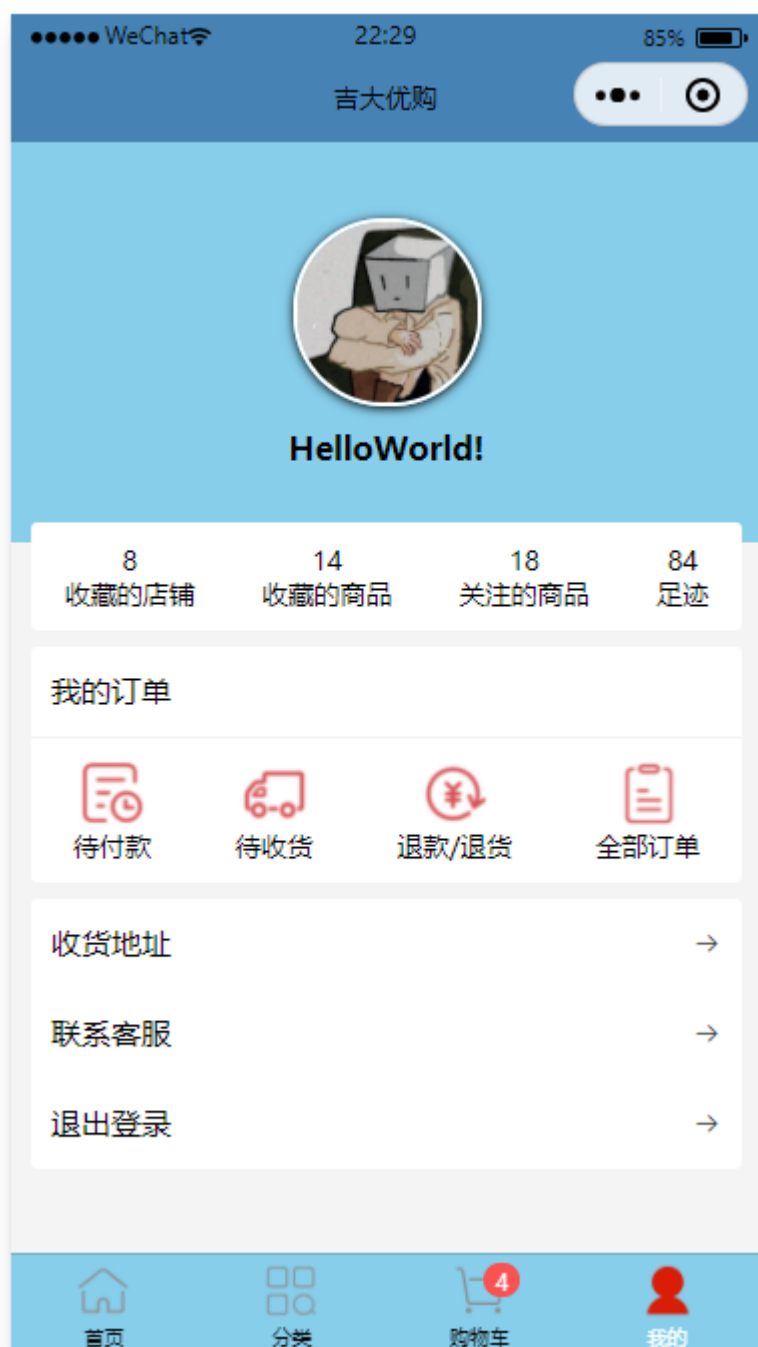 WeChat 22:29 85%
吉大优购
HelloWorld!
8 14 18 84
收藏的店铺 收藏的商品 关注的商品 足迹
我的订单
待付款 待收货 退款/退货 全部订单
收货地址
联系客服
退出登录
4
首页 分类 购物车 我的